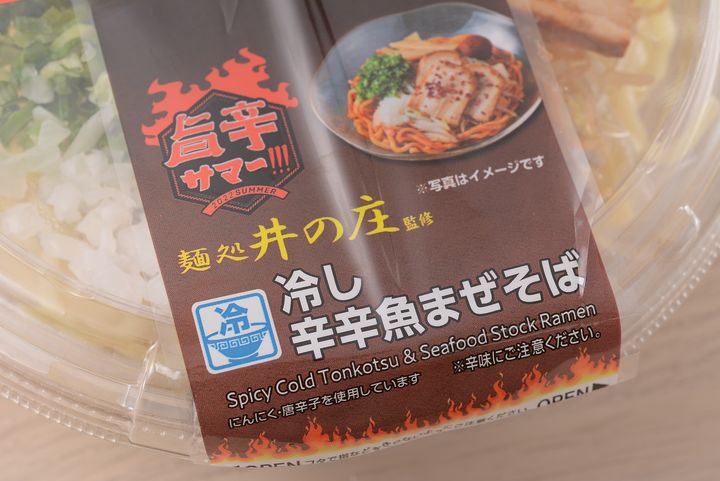 旨辛
サマー!!!
2022 SUMMER
※写真はイメージです
麺処 井の庄 監修
冷し
冷
辛辛魚まぜそば
Spicy Cold Tonkotsu & Seafood Stock Ramen
にんにく・唐辛子を使用しています
※辛味にご注意ください。
OPEN
OPEN